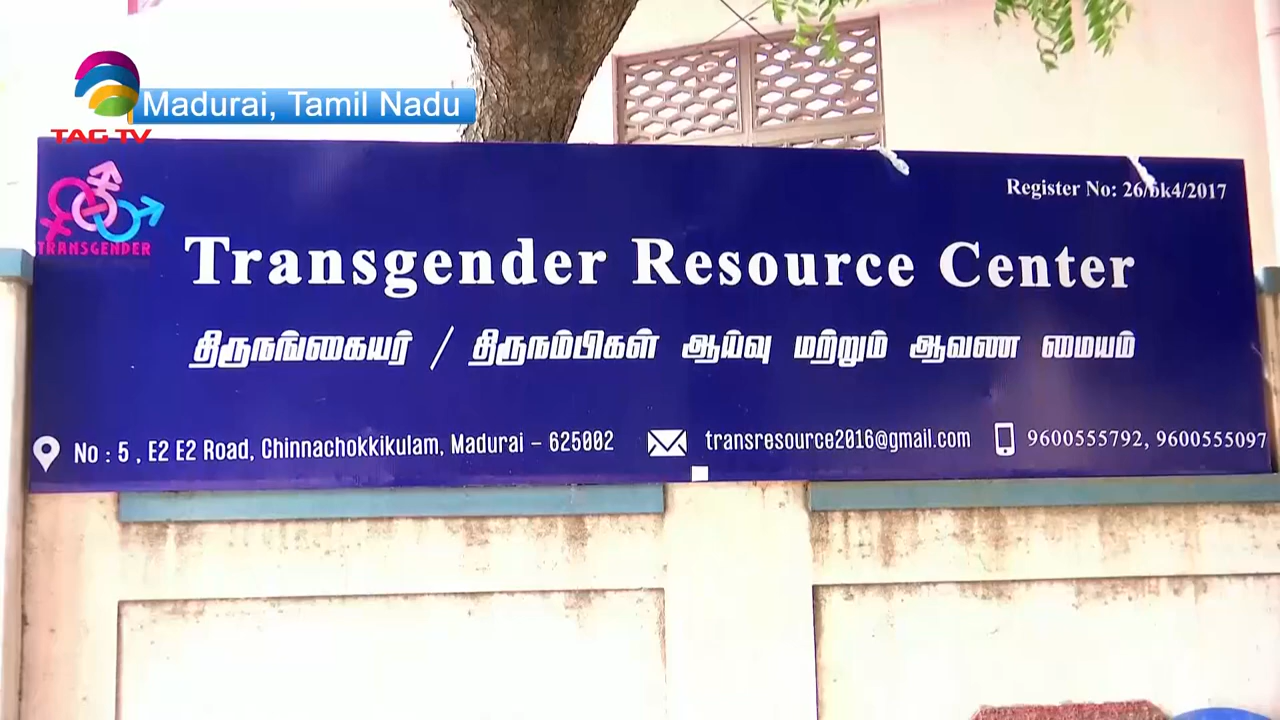 Madurai, Tamil Nadu
TAG TV
Register No: 26/bk4/2017
TRANSGENDER
Transgender Resource Center
திருநங்கையர் / திருநம்பிகள் ஆய்வு மற்றும் ஆவண மையம்
No : 5 , E2 E2 Road, Chinnachokkikulam, Madurai – 625002
transresource2016@gmail.com
9600555792, 9600555097